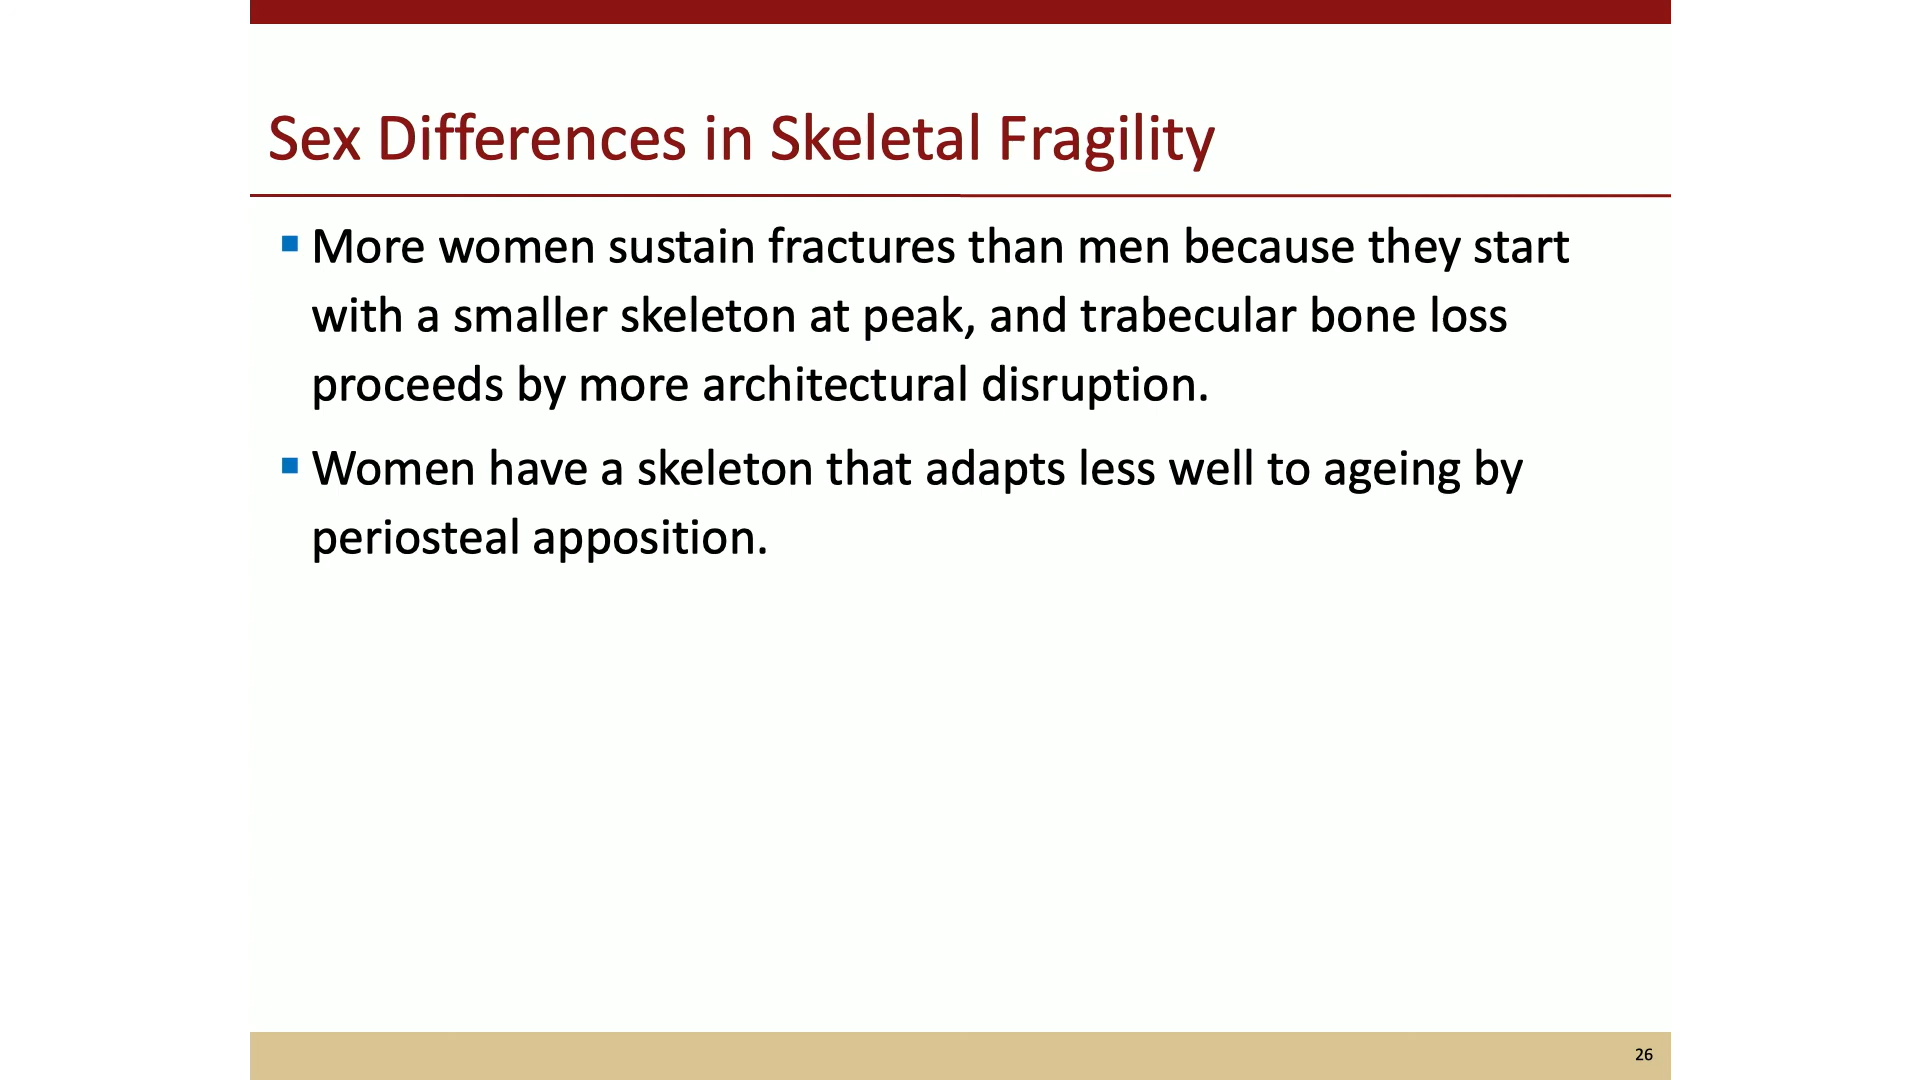 Sex Differences in Skeletal Fragility
▪ More women sustain fractures than men because they start
with a smaller skeleton at peak, and trabecular bone loss
proceeds by more architectural disruption.
▪ Women have a skeleton that adapts less well to ageing by
periosteal apposition.
26